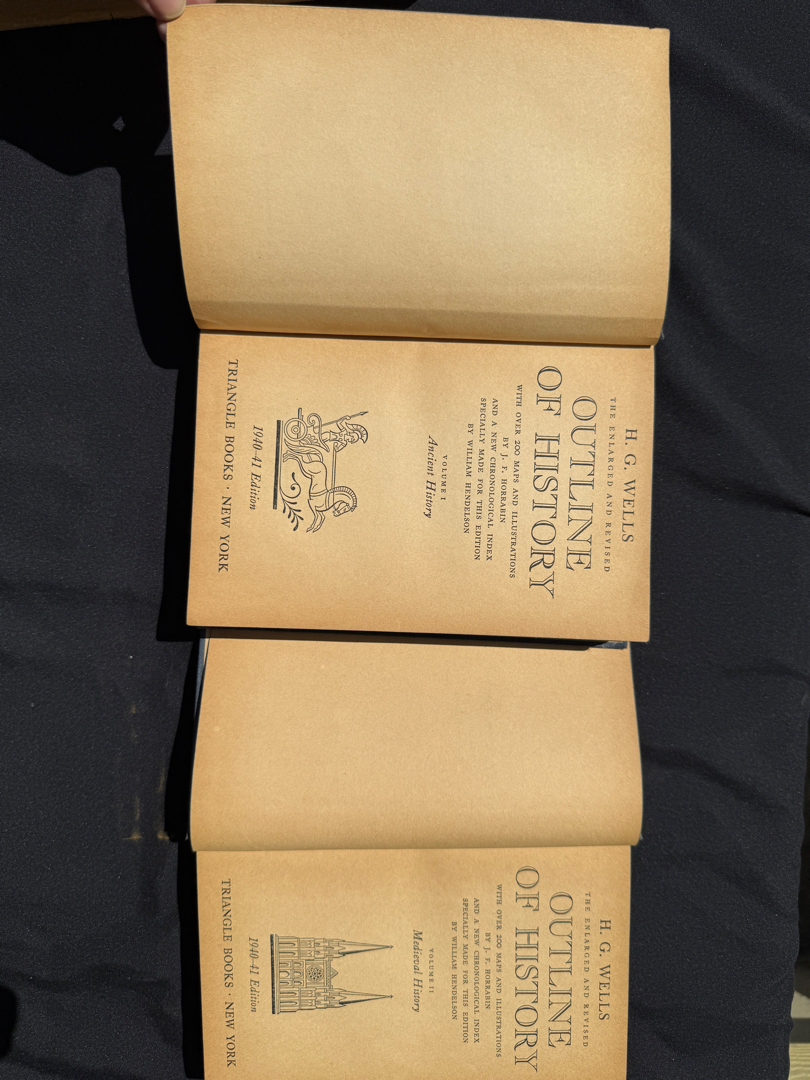 H. G. WELLS
THE ENLARGED AND REVISED
OUTLINE
OF HISTORY
WITH OVER 200 MAPS AND ILLUSTRATIONS
BY J. F. HORRABIN
AND A NEW CHRONOLOGICAL INDEX
SPECIALLY MADE FOR THIS EDITION
BY WILLIAM HENDELSON
VOLUME I
Ancient History
1940-41 Edition
TRIANGLE BOOKS · NEW YORK
H. G. WELLS
THE ENLARGED AND REVISED
OUTLINE
OF HISTORY
WITH OVER 200 MAPS AND ILLUSTRATIONS
BY J. F. HORRABIN
AND A NEW CHRONOLOGICAL INDEX
SPECIALLY MADE FOR THIS EDITION
BY WILLIAM HENDELSON
VOLUME II
Medieval History
1940-41 Edition
TRIANGLE BOOKS · NEW YORK